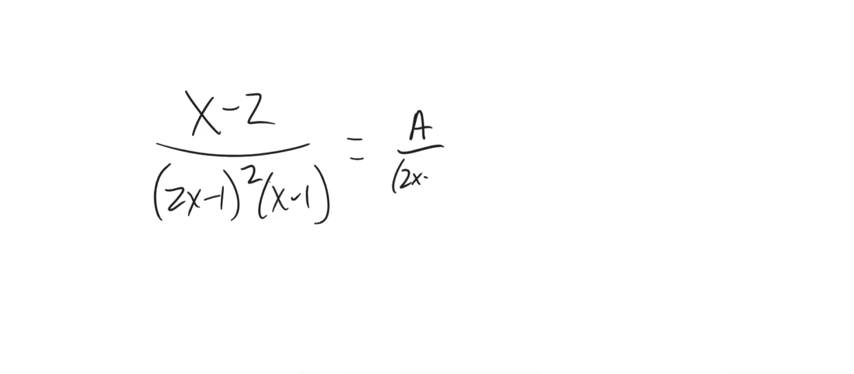 x-2/(2x-1)²(x-1) = A/(2x-